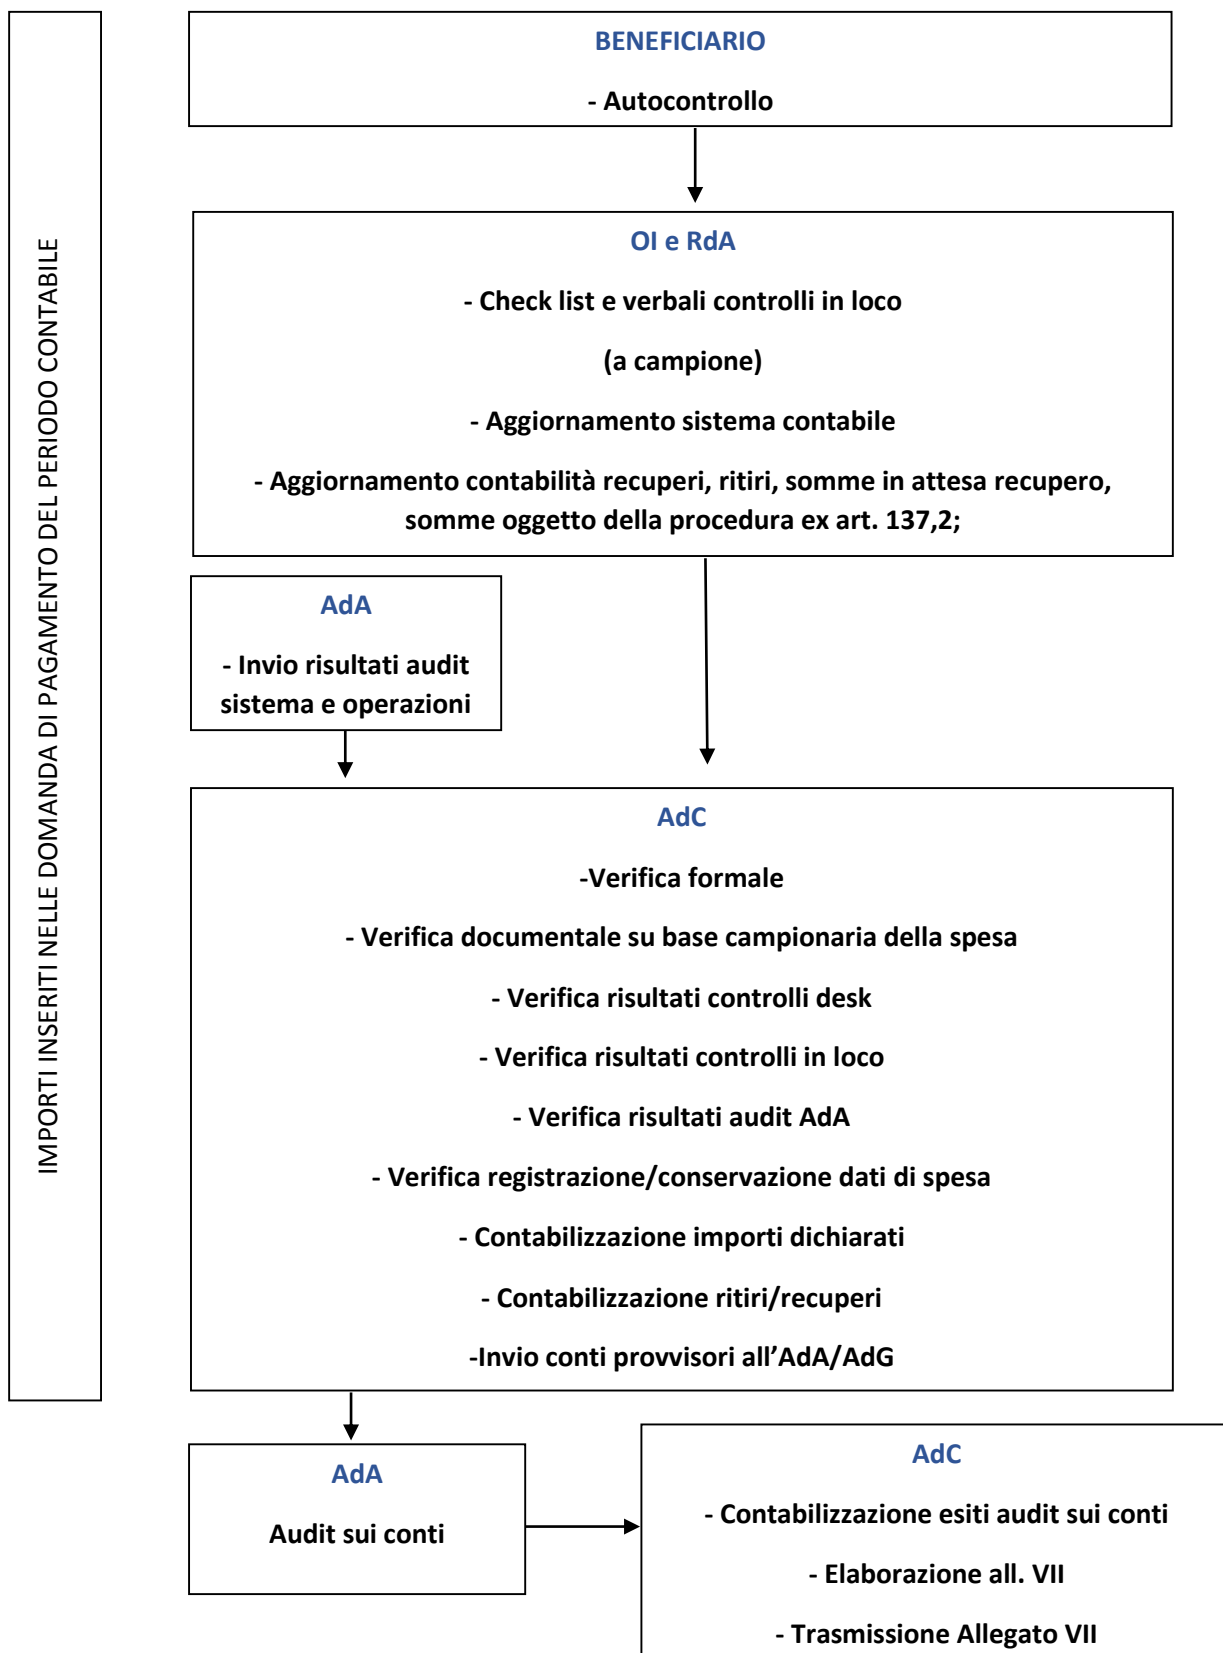 IMPORTI INSERITI NELLE DOMANDA DI PAGAMENTO DEL PERIODO CONTABILE
BENEFICIARIO
- Autocontrollo
OI e RdA
- Check list e verbali controlli in loco
(a campione)
- Aggiornamento sistema contabile
- Aggiornamento contabilità recuperi, ritiri, somme in attesa recupero,
somme oggetto della procedura ex art. 137,2;
AdA
- Invio risultati audit
sistema e operazioni
AdC
-Verifica formale
- Verifica documentale su base campionaria della spesa
- Verifica risultati controlli desk
- Verifica risultati controlli in loco
- Verifica risultati audit AdA
- Verifica registrazione/conservazione dati di spesa
- Contabilizzazione importi dichiarati
- Contabilizzazione ritiri/recuperi
-Invio conti provvisori all’AdA/AdG
AdA
Audit sui conti
AdC
- Contabilizzazione esiti audit sui conti
- Elaborazione all. VII
- Trasmissione Allegato VII